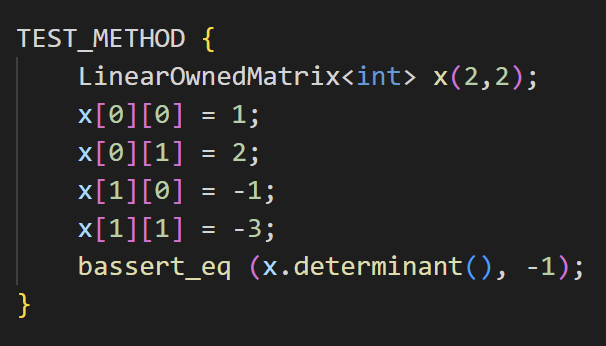 TEST_METHOD {
    LinearOwnedMatrix<int> x(2,2);
    x[0][0] = 1;
    x[0][1] = 2;
    x[1][0] = -1;
    x[1][1] = -3;
    bassert_eq (x.determinant(), -1);
}